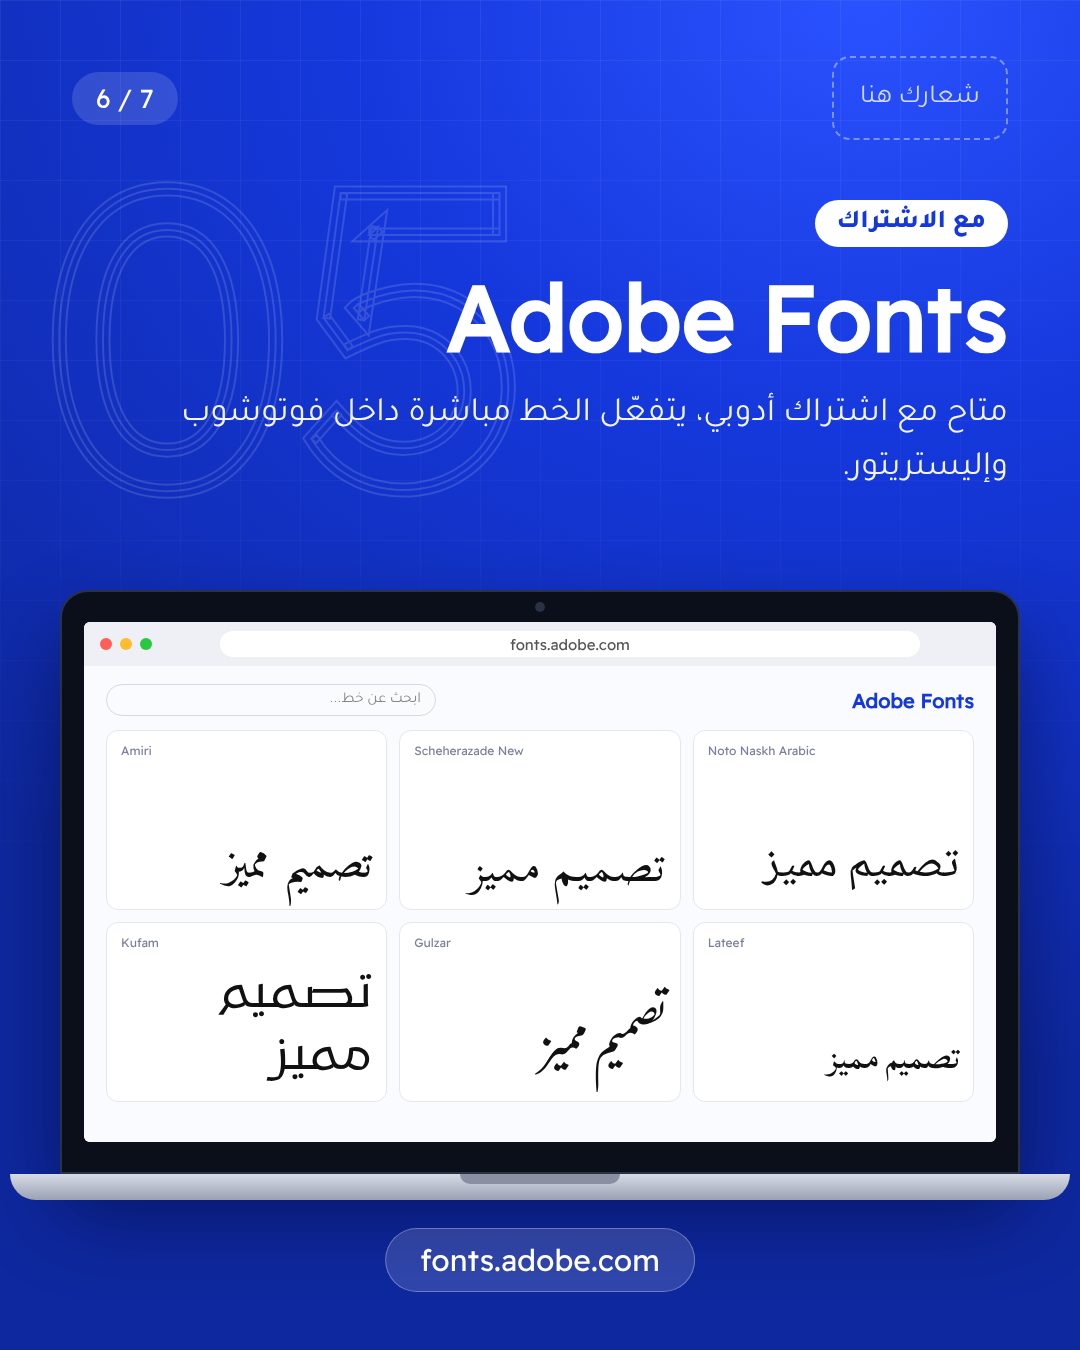 شعارك هنا
6 / 7
05
مع الاشتراك
Adobe Fonts
متاح مع اشتراك أدوبي، يتفعّل الخط مباشرة داخل فوتوشوب
وإليستريتور.
fonts.adobe.com
Adobe Fonts
ابحث عن خط...
Noto Naskh Arabic
تصميم مميز
Scheherazade New
تصميم مميز
Amiri
تصميم مميز
Lateef
تصميم مميز
Gulzar
تصميم مميز
Kufam
تصميم
مميز
fonts.adobe.com